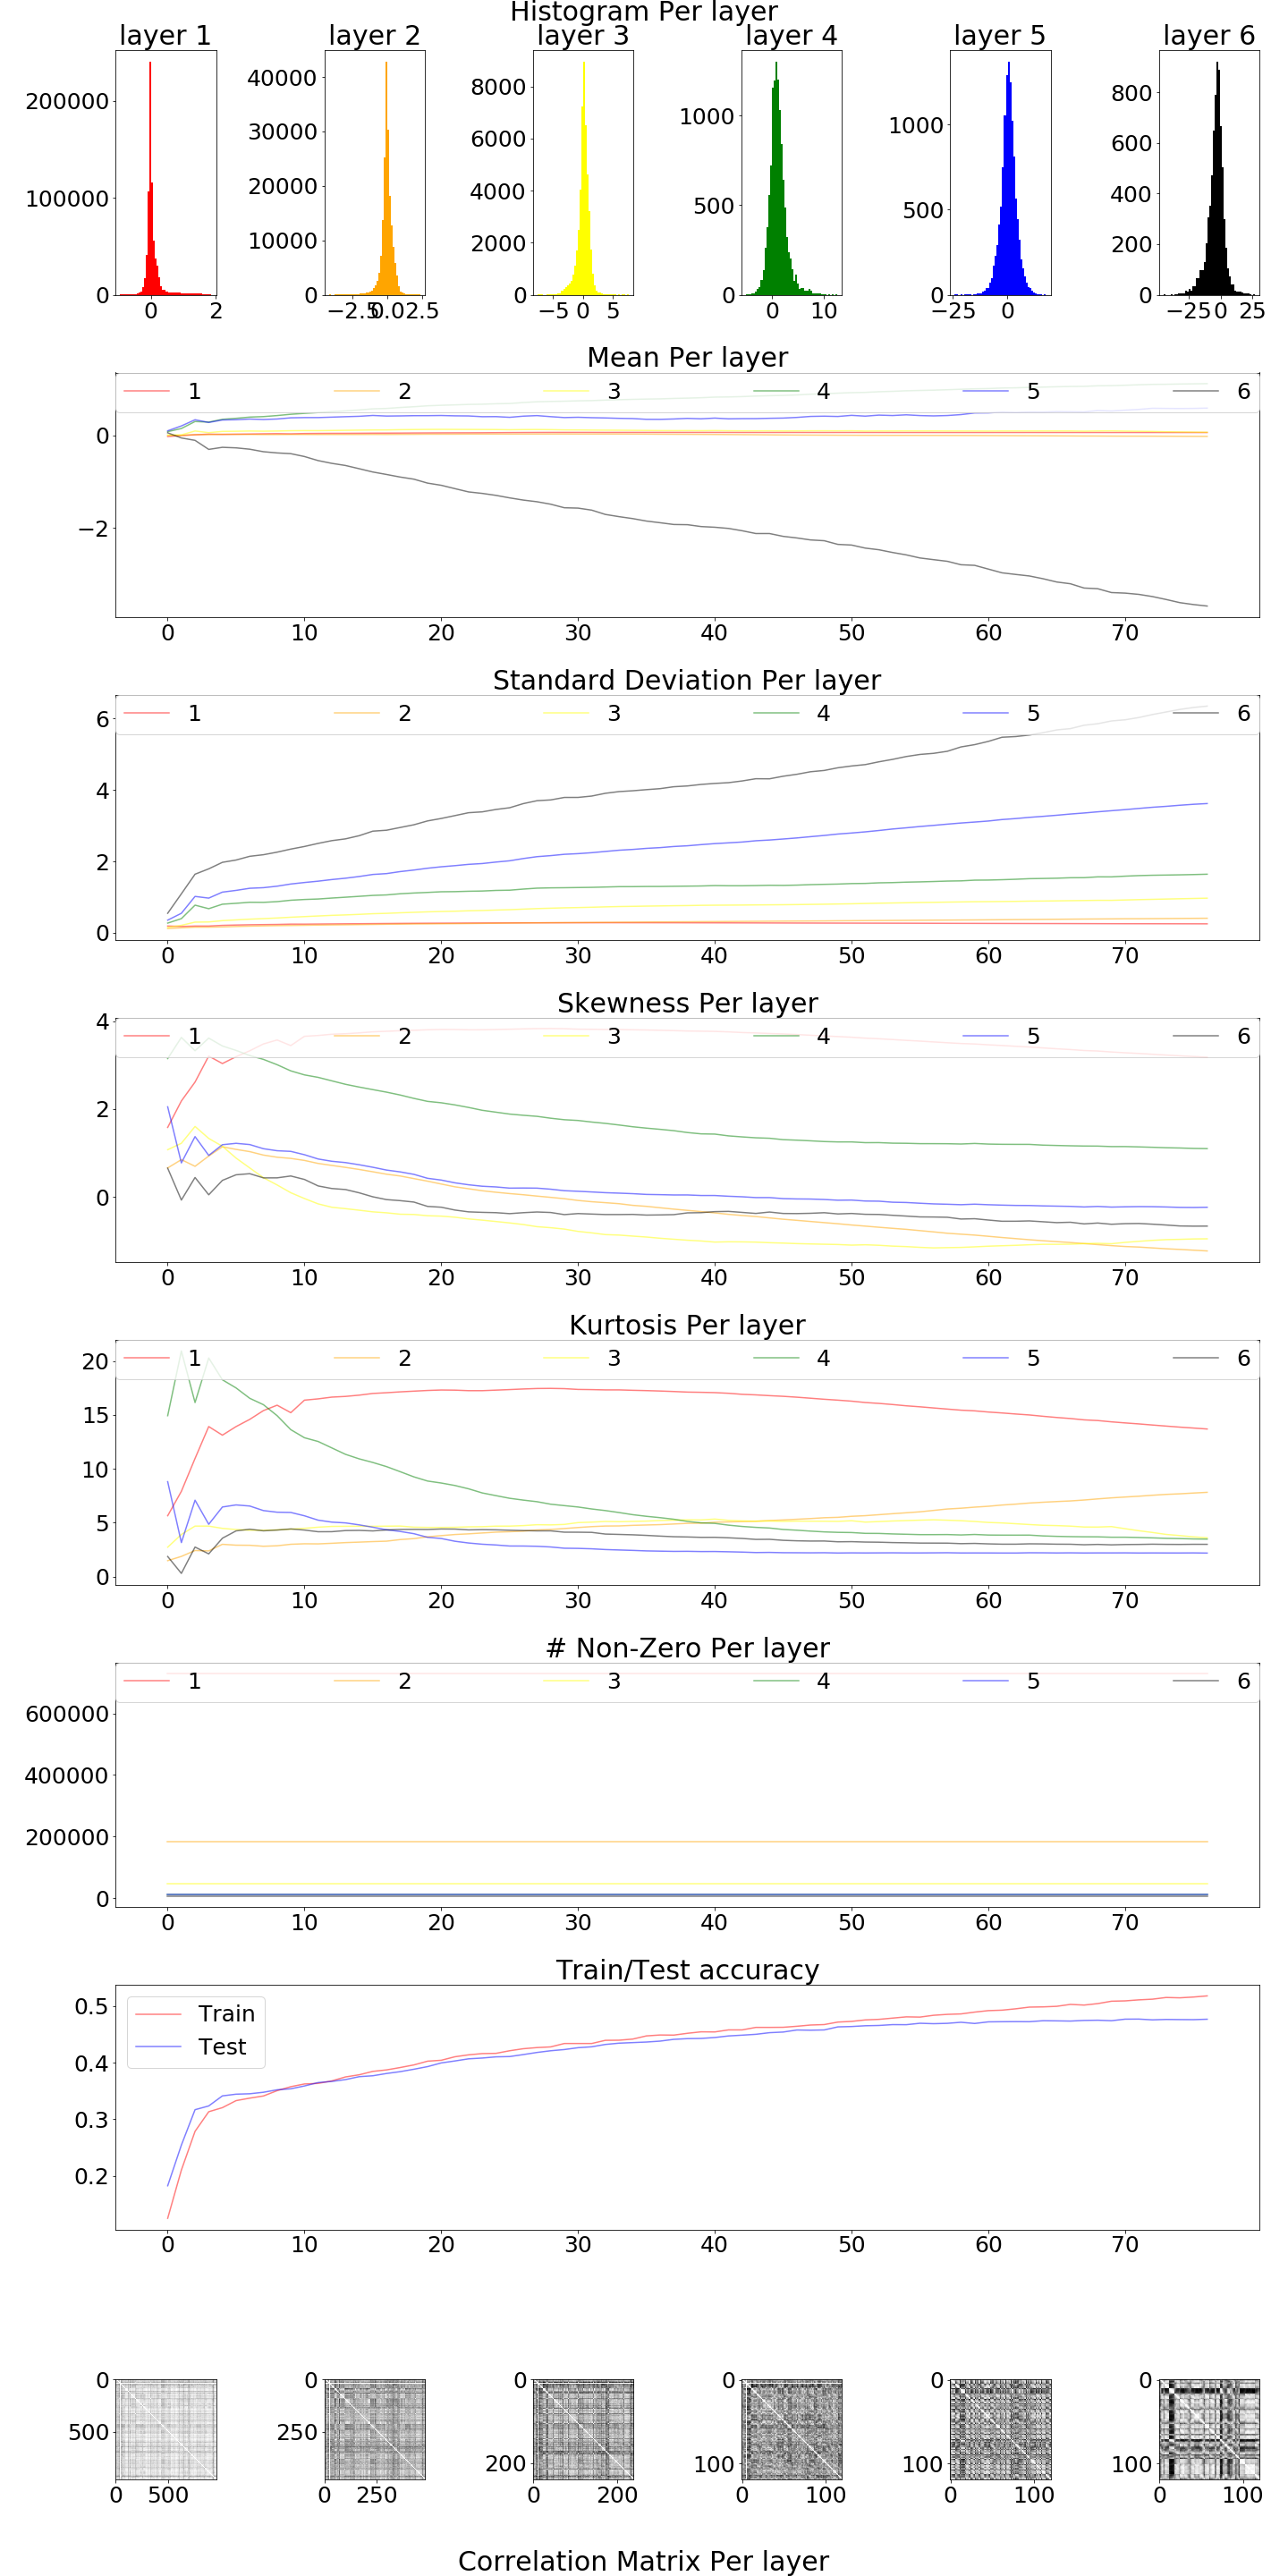 Histogram Per layer
layer 1 layer 2 layer 3 layer 4 layer 5 layer 6
200000 100000 0
40000 30000 20000 10000 0
8000 6000 4000 2000 0
1000 500 0
1000 500 0
800 600 400 200 0
0 2 −2.5 0.0 2.5 −5 0 5 0 10 −25 0 −25 0 25
Mean Per layer
1 2 3 4 5 6
0
−2
0 10 20 30 40 50 60 70
Standard Deviation Per layer
6
1 2 3 4 5 6
4
2
0
0 10 20 30 40 50 60 70
Skewness Per layer
4
1 2 3 4 5 6
2
0
0 10 20 30 40 50 60 70
Kurtosis Per layer
20
1 2 3 4 5 6
15
10
5
0
0 10 20 30 40 50 60 70
# Non-Zero Per layer
1 2 3 4 5 6
600000
400000
200000
0
0 10 20 30 40 50 60 70
Train/Test accuracy
0.5
Train
Test
0.4
0.3
0.2
0 10 20 30 40 50 60 70
0 0 0 0 0 0
500 250 200 100 100 100
0 500 0 250 0 200 0 100 0 100 0 100
Correlation Matrix Per layer